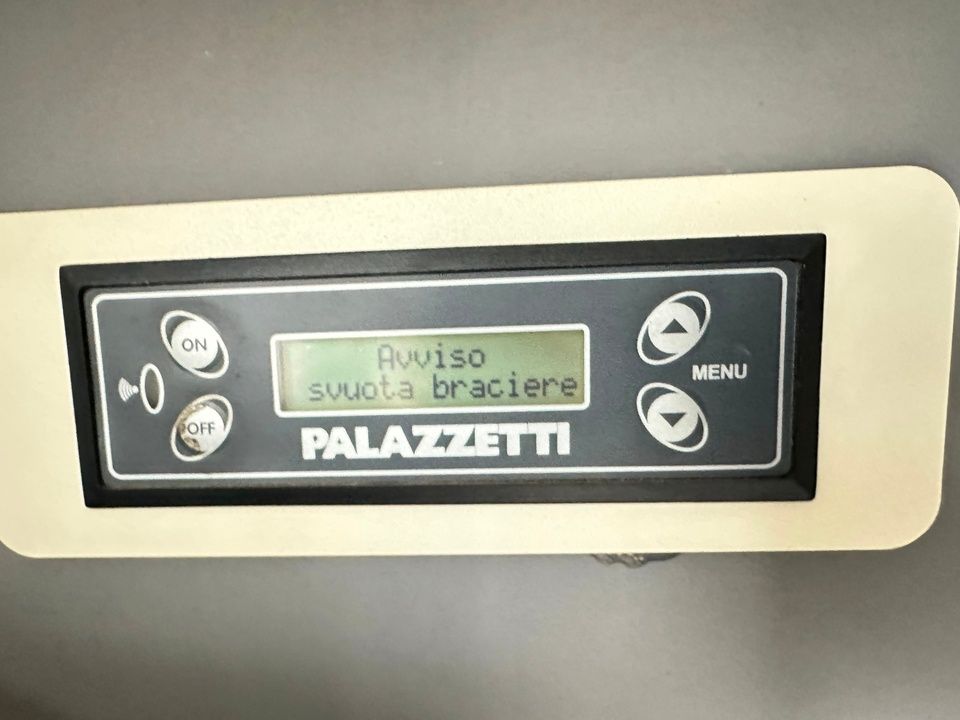 ON
OFF
Avviso
svuota braciere
PALAZZETTI
MENU